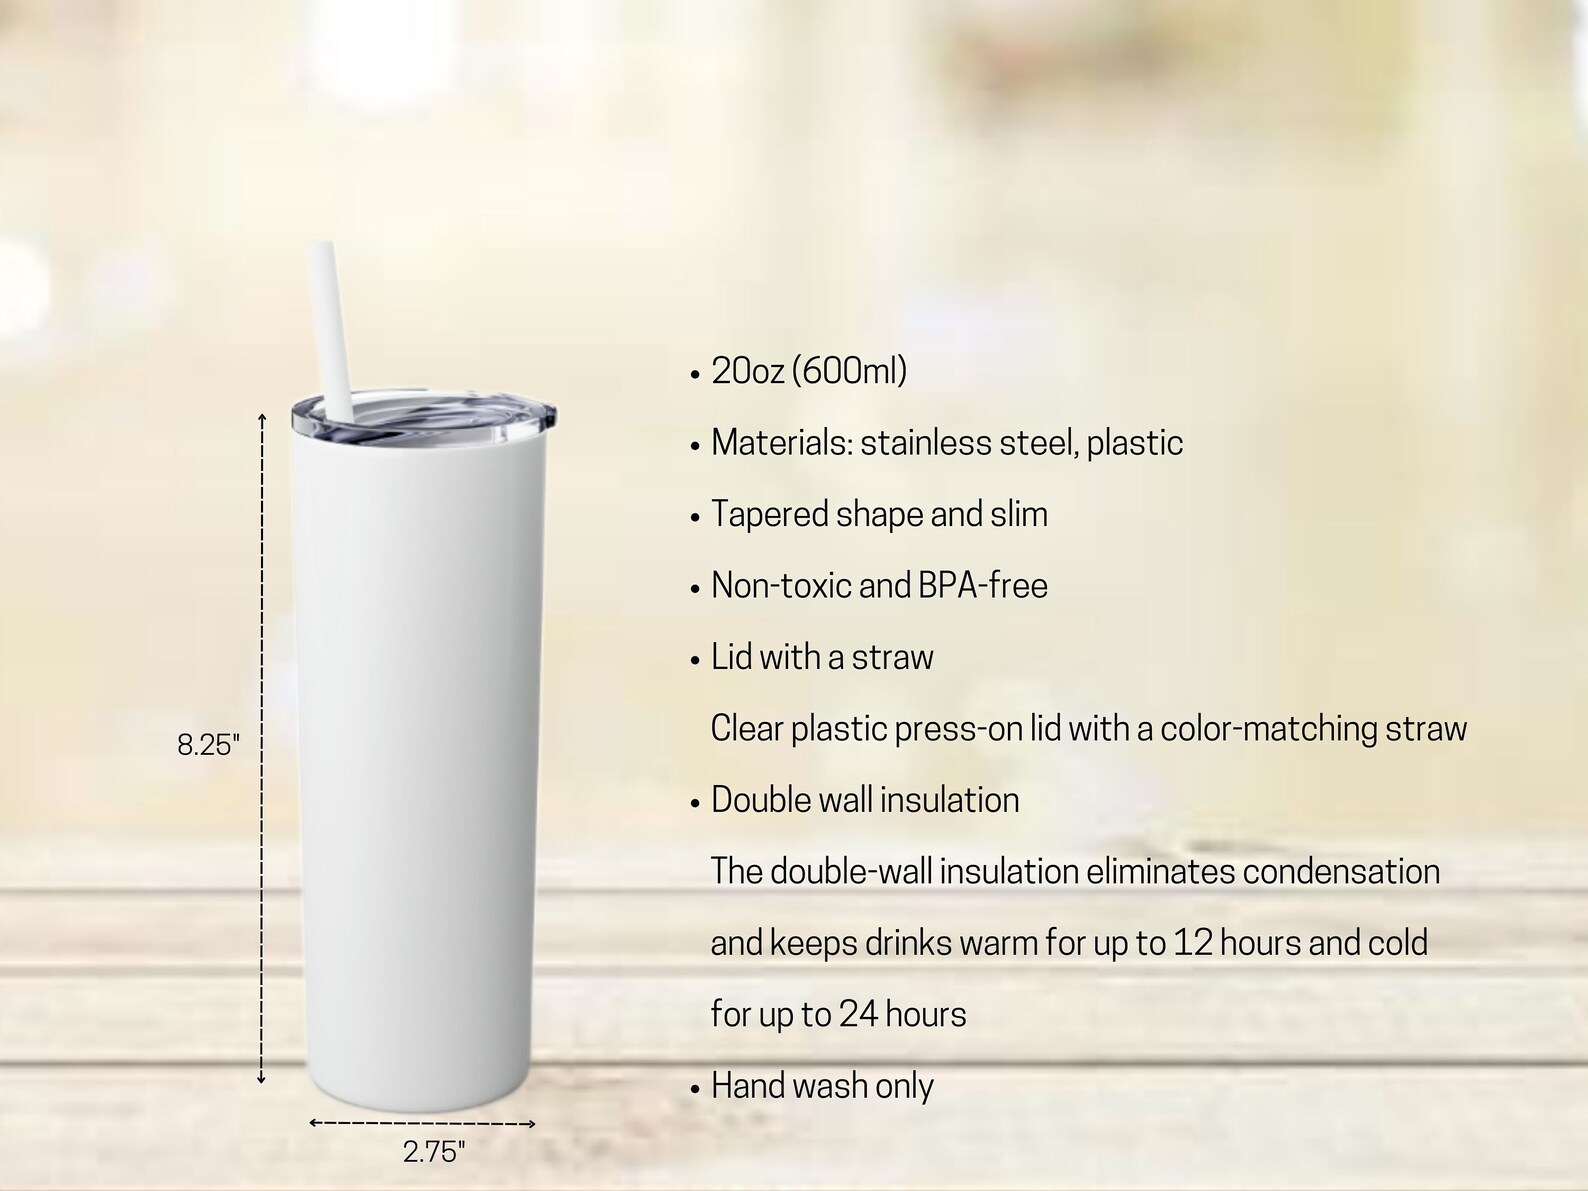 20oz (600ml)
Materials: stainless steel, plastic
Tapered shape and slim
Non-toxic and BPA-free
Lid with a straw
Clear plastic press-on lid with a color-matching straw
Double wall insulation
The double-wall insulation eliminates condensation
and keeps drinks warm for up to 12 hours and cold
for up to 24 hours
Hand wash only
8.25"
2.75"